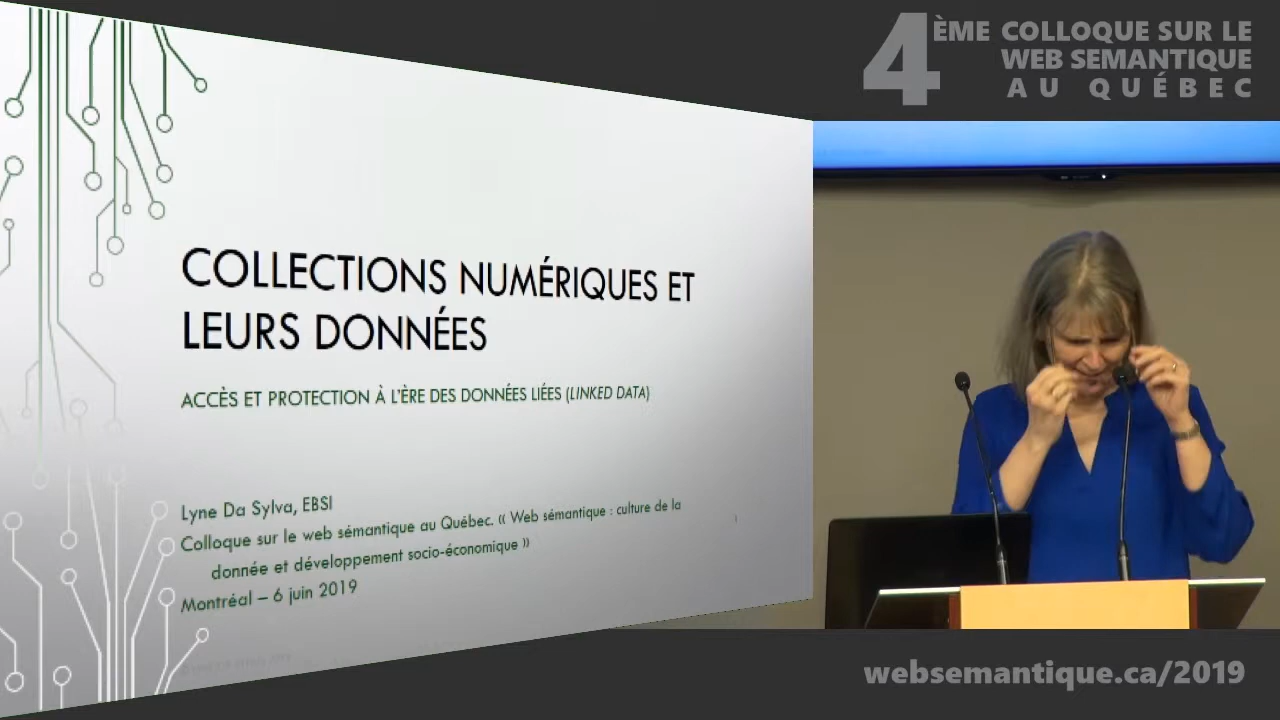 4ÈME COLLOQUE SUR LE
WEB SEMANTIQUE
AU QUÉBEC
COLLECTIONS NUMÉRIQUES ET
LEURS DONNÉES
ACCÈS ET PROTECTION À L'ÈRE DES DONNÉES LIÉES (LINKED DATA)
Lyne Da Sylva, EBSI
Colloque sur le web sémantique au Québec. « Web sémantique : culture de la
donnée et développement socio-économique »
Montréal – 6 juin 2019
websemantique.ca/2019